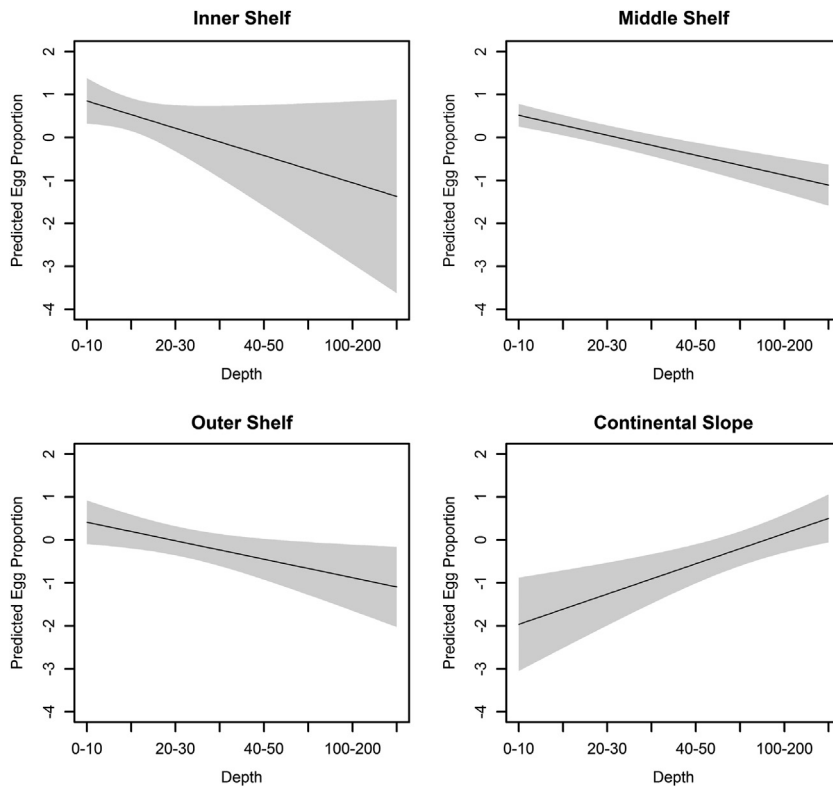 Inner Shelf
Predicted Egg Proportion
2
1
0
-1
-2
-3
-4
0-10 20-30 40-50 100-200
Depth
Middle Shelf
Predicted Egg Proportion
2
1
0
-1
-2
-3
-4
0-10 20-30 40-50 100-200
Depth
Outer Shelf
Predicted Egg Proportion
2
1
0
-1
-2
-3
-4
0-10 20-30 40-50 100-200
Depth
Continental Slope
Predicted Egg Proportion
2
1
0
-1
-2
-3
-4
0-10 20-30 40-50 100-200
Depth